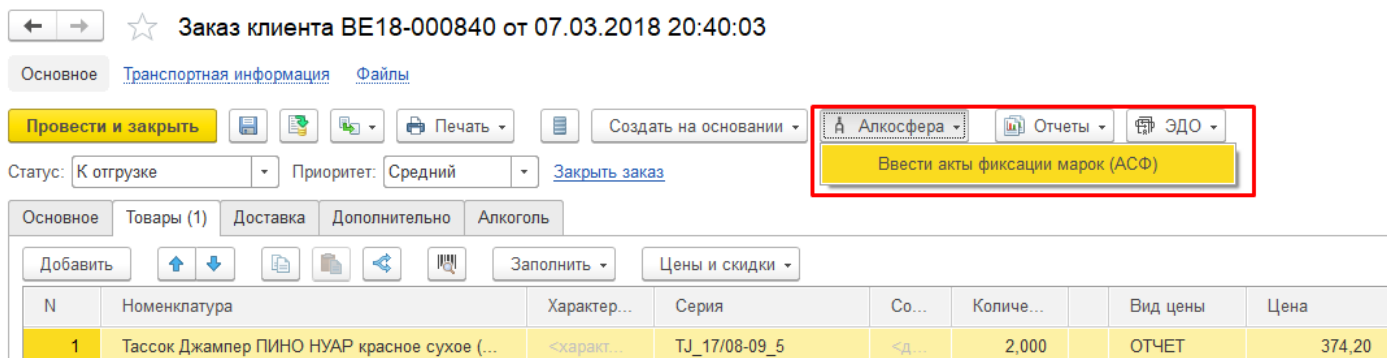 Заказ клиента ВЕ18-000840 от 07.03.2018 20:40:03
Основное Транспортная информация Файлы
Провести и закрыть Печать Создать на основании Алкосфера Отчеты ЭДО
Ввести акты фиксации марок (АСФ)
Статус: К отгрузке Приоритет: Средний Закрыть заказ
Основное Товары (1) Доставка Дополнительно Алкоголь
Добавить Заполнить Цены и скидки
N Номенклатура Характер... Серия Со... Количе... Вид цены Цена
1 Тассок Джампер ПИНО НУАР красное сухое (... <характ... TJ_17/08-09_5 <д... 2,000 ОТЧЕТ 374,20